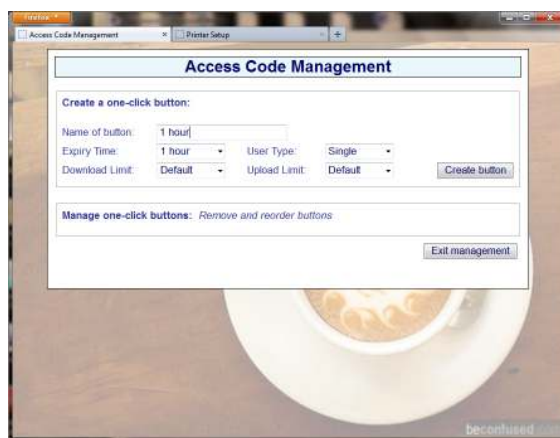 Firefox
Access Code Management
Printer Setup
Access Code Management
Create a one-click button:
Name of button: 1 hour
Expiry Time: 1 hour User Type: Single
Download Limit: Default Upload Limit: Default Create button
Manage one-click buttons: Remove and reorder buttons
Exit management
beconfused